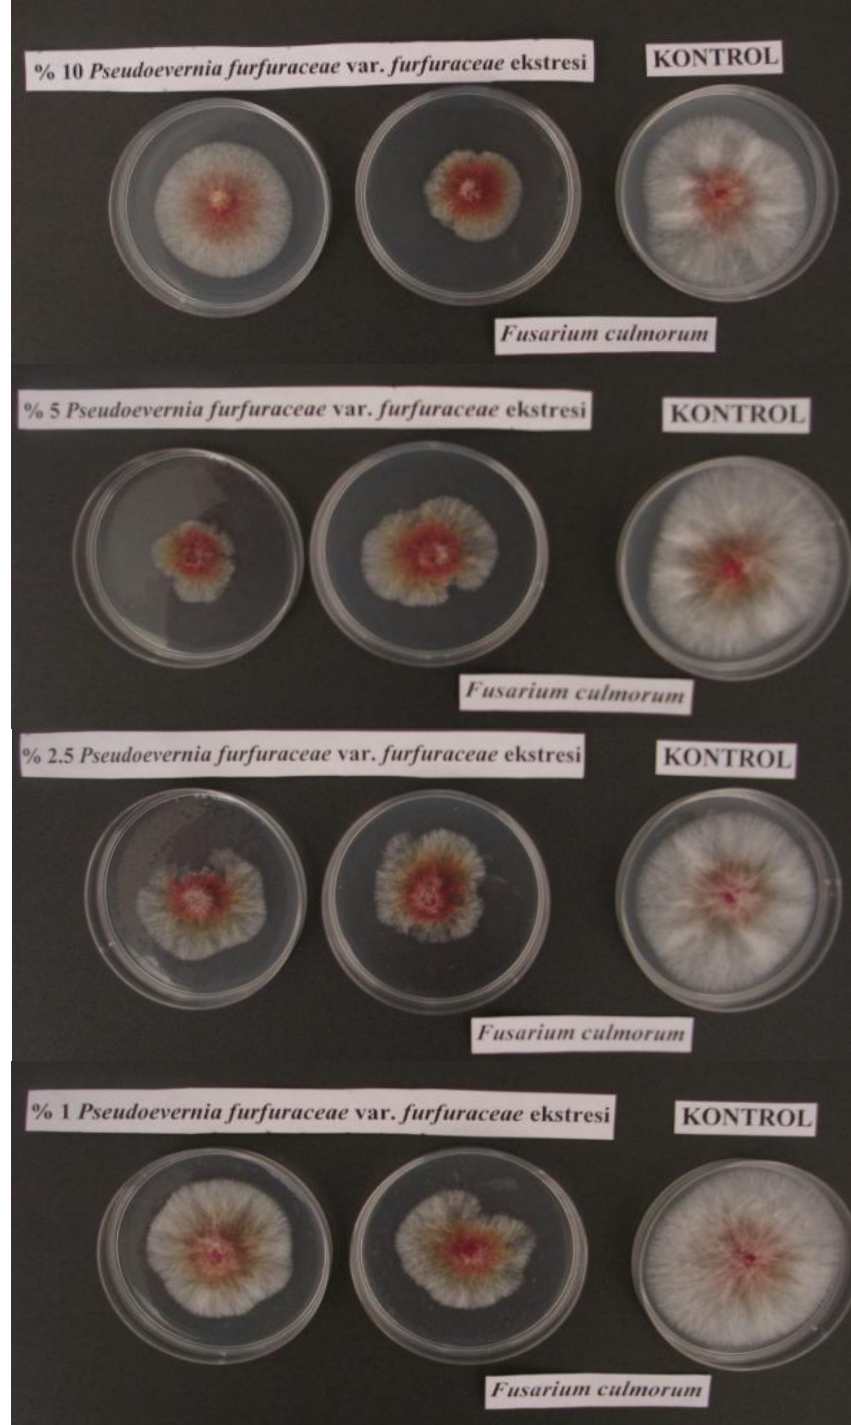 % 10 Pseudoevernia furfuraceae var. furfuraceae ekstresi
KONTROL
Fusarium culmorum
% 5 Pseudoevernia furfuraceae var. furfuraceae ekstresi
KONTROL
Fusarium culmorum
% 2.5 Pseudoevernia furfuraceae var. furfuraceae ekstresi
KONTROL
Fusarium culmorum
% 1 Pseudoevernia furfuraceae var. furfuraceae ekstresi
KONTROL
Fusarium culmorum